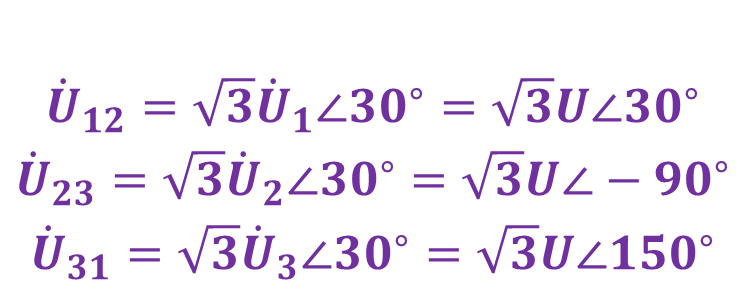 U̇₁₂ = √3U̇₁∠30° = √3U∠30°
U̇₂₃ = √3U̇₂∠30° = √3U∠ − 90°
U̇₃₁ = √3U̇₃∠30° = √3U∠150°